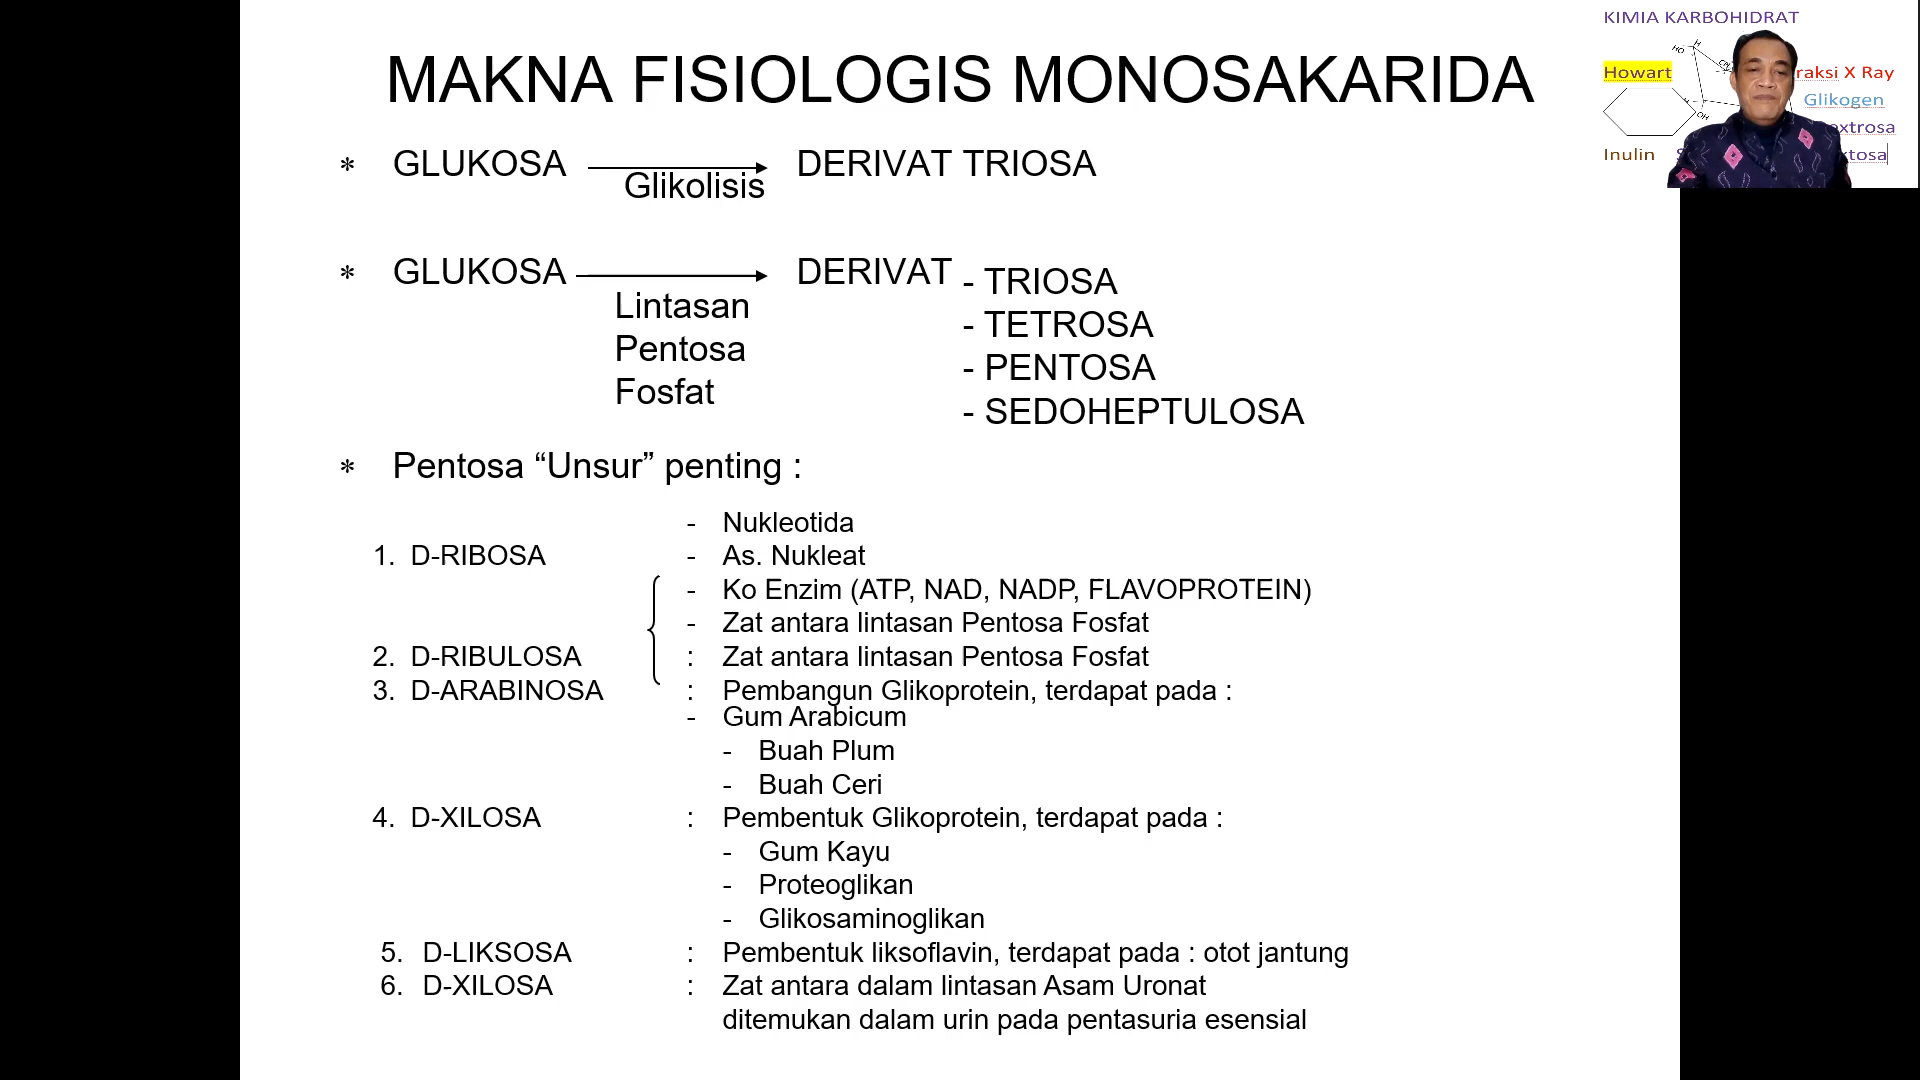 MAKNA FISIOLOGIS MONOSAKARIDA
* GLUKOSA DERIVAT TRIOSA
Glikolisis
* GLUKOSA DERIVAT
- TRIOSA
Lintasan
- TETROSA
Pentosa
- PENTOSA
Fosfat
- SEDOHEPTULOSA
* Pentosa “Unsur” penting :
- Nukleotida
1. D-RIBOSA - As. Nukleat
- Ko Enzim (ATP, NAD, NADP, FLAVOPROTEIN)
- Zat antara lintasan Pentosa Fosfat
2. D-RIBULOSA : Zat antara lintasan Pentosa Fosfat
3. D-ARABINOSA : Pembangun Glikoprotein, terdapat pada :
- Gum Arabicum
- Buah Plum
- Buah Ceri
4. D-XILOSA : Pembentuk Glikoprotein, terdapat pada :
- Gum Kayu
- Proteoglikan
- Glikosaminoglikan
5. D-LIKSOSA : Pembentuk liksoflavin, terdapat pada : otot jantung
6. D-XILOSA : Zat antara dalam lintasan Asam Uronat
ditemukan dalam urin pada pentasuria esensial
KIMIA KARBOHIDRAT
HO H
Howart raksi X Ray
Glikogen
OH extrosa
Inulin tosa